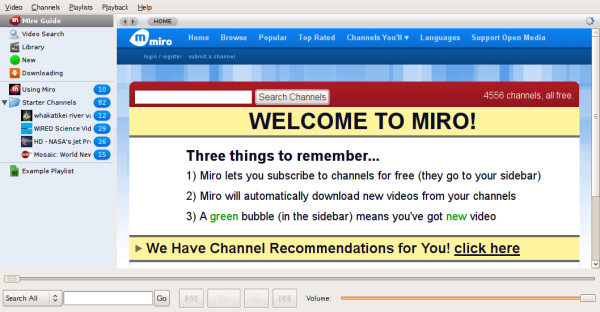 Video Channels Playlists Playback Help
Miro Guide
Video Search
Library
New
Downloading
Using Miro 10
Starter Channels 82
whatakitei river va
WIRED Science Vid 29
HD - NASA's Jet Pro 26
Mosaic: World New 15
Example Playlist
HOME
miro Home Browse Popular Top Rated Channels You'll ♥ Languages Support Open Media
login / register submit a channel
Search Channels 4556 channels, all free.
WELCOME TO MIRO!
Three things to remember...
1) Miro lets you subscribe to channels for free (they go to your sidebar)
2) Miro will automatically download new videos from your channels
3) A green bubble (in the sidebar) means you've got new video
We Have Channel Recommendations for You! click here
Search All Go Volume: